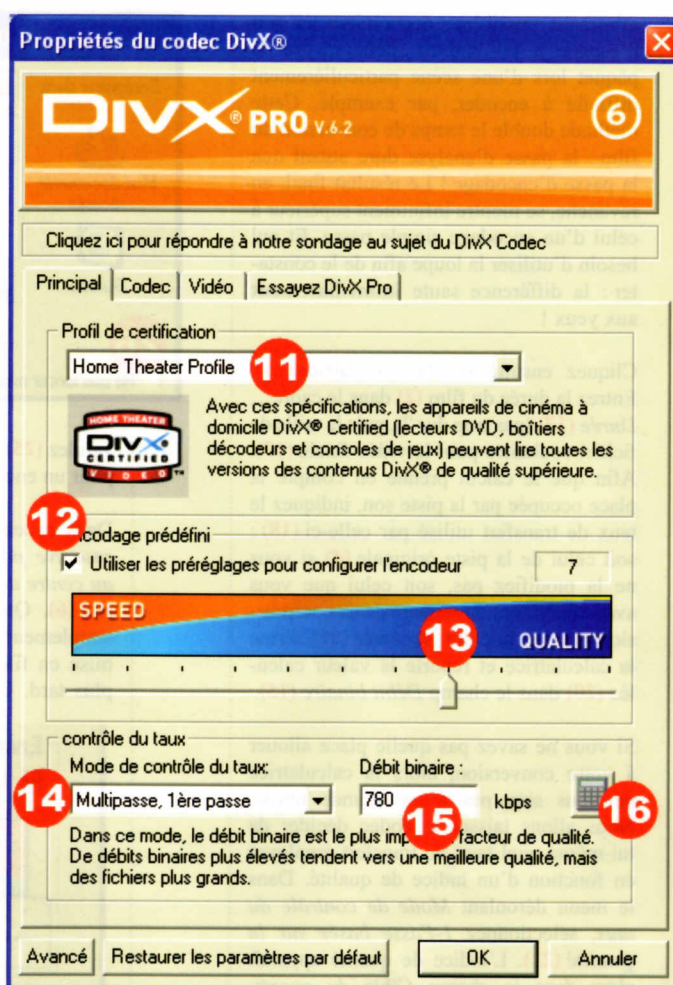 Propriétés du codec DivX®
DIVX® PRO V.6.2
6
Cliquez ici pour répondre à notre sondage au sujet du DivX Codec
Principal Codec Vidéo Essayez DivX Pro
Profil de certification
Home Theater Profile
11
HOME THEATER
DIVX®
CERTIFIED
VIDEO™
Avec ces spécifications, les appareils de cinéma à
domicile DivX® Certified (lecteurs DVD, boîtiers
décodeurs et consoles de jeux) peuvent lire toutes les
versions des contenus DivX® de qualité supérieure.
12
codage prédéfini
Utiliser les préréglages pour configurer l'encodeur 7
SPEED
13
QUALITY
contrôle du taux
Mode de contrôle du taux: Débit binaire :
14 Multipasse, 1ère passe 780 kbps
15
16
Dans ce mode, le débit binaire est le plus imp facteur de qualité.
De débits binaires plus élevés tendent vers une meilleure qualité, mais
des fichiers plus grands.
Avancé Restaurer les paramètres par défaut OK Annuler